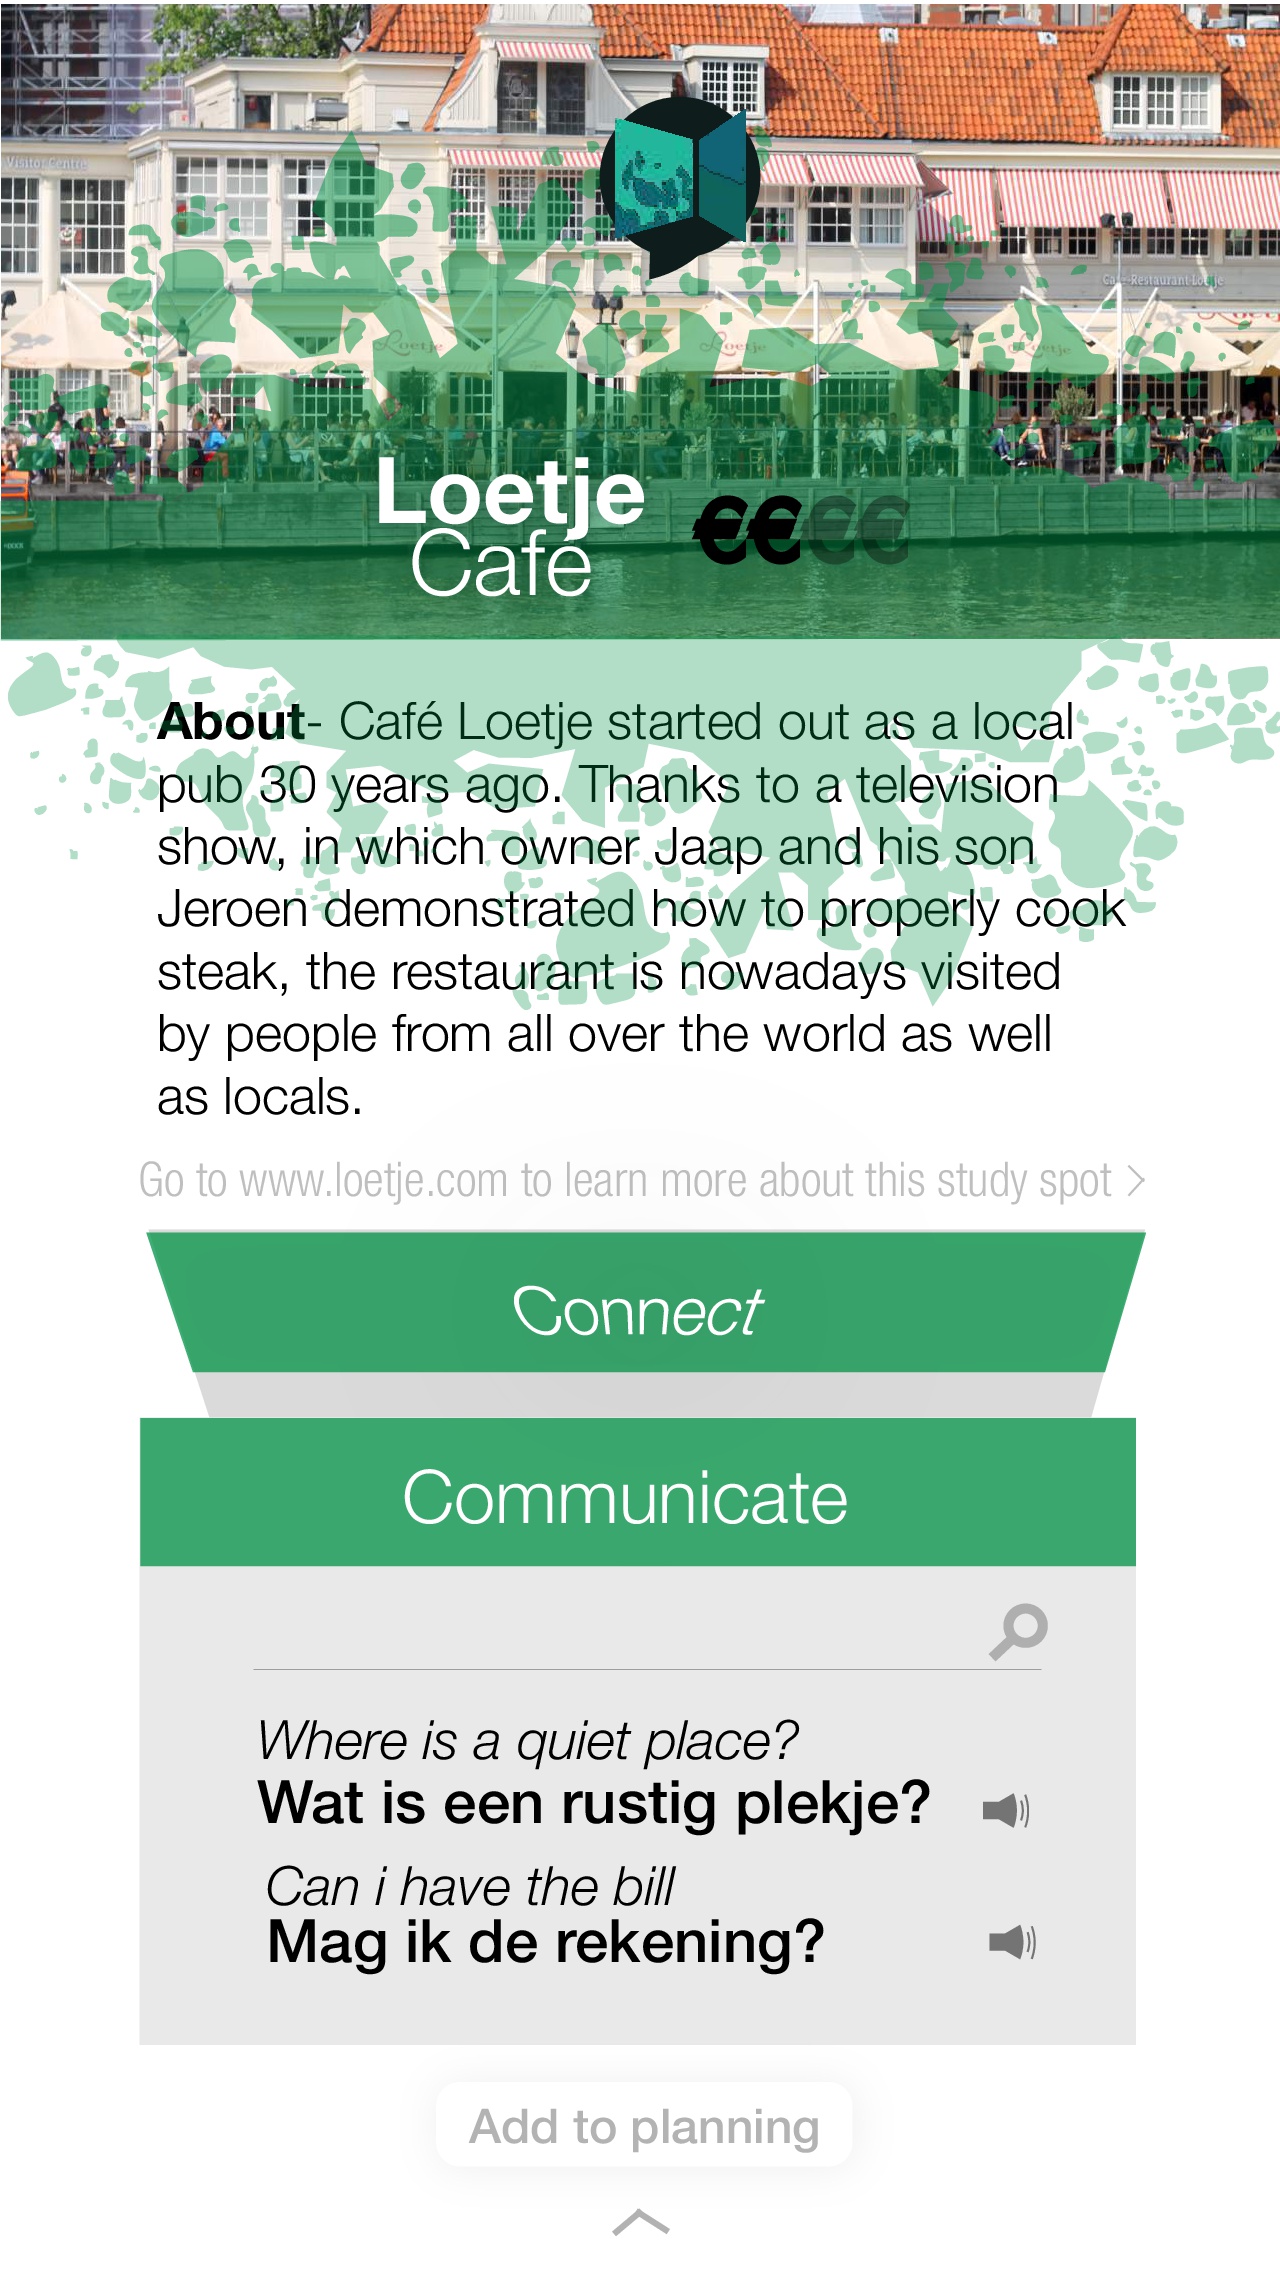 Visitor Centre
Café-Restaurant Loetje
Loetje
Loetje
Loetje
Loetje
Cafe
€€€€
About- Café Loetje started out as a local
pub 30 years ago. Thanks to a television
show, in which owner Jaap and his son
Jeroen demonstrated how to properly cook
steak, the restaurant is nowadays visited
by people from all over the world as well
as locals.
Go to www.loetje.com to learn more about this study spot >
Connect
Communicate
Where is a quiet place?
Wat is een rustig plekje?
Can i have the bill
Mag ik de rekening?
Add to planning